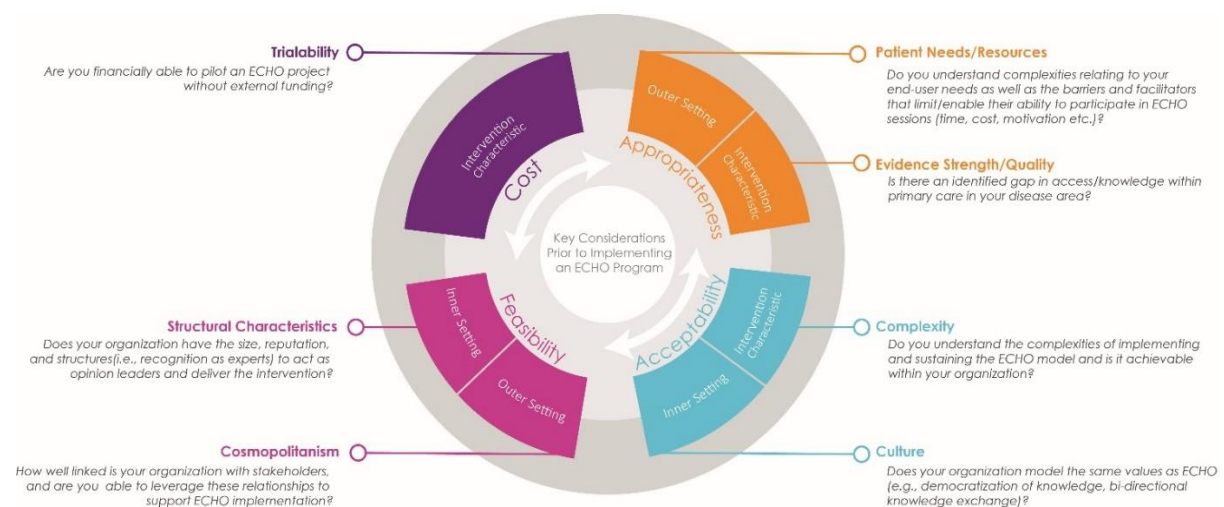 Trialability
Are you financially able to pilot an ECHO project
without external funding?
Structural Characteristics
Does your organization have the size, reputation,
and structures(i.e., recognition as experts) to act as
opinion leaders and deliver the intervention?
Cosmopolitanism
How well linked is your organization with stakeholders,
and are you able to leverage these relationships to
support ECHO implementation?
Intervention
Characteristic
Cost
Outer Setting
Intervention
Characteristic
Appropriateness
Key Considerations
Prior to Implementing
an ECHO Program
Inner Setting
Outer Setting
Feasibility
Intervention
Characteristic
Inner Setting
Acceptability
Patient Needs/Resources
Do you understand complexities relating to your
end-user needs as well as the barriers and facilitators
that limit/enable their ability to participate in ECHO
sessions (time, cost, motivation etc.)?
Evidence Strength/Quality
Is there an identified gap in access/knowledge within
primary care in your disease area?
Complexity
Do you understand the complexities of implementing
and sustaining the ECHO model and is it achievable
within your organization?
Culture
Does your organization model the same values as ECHO
(e.g., democratization of knowledge, bi-directional
knowledge exchange)?